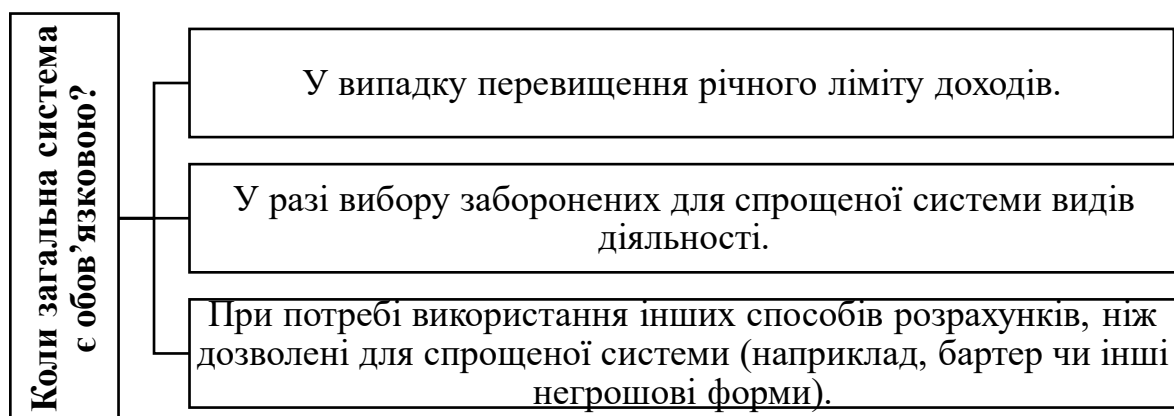 Коли загальна система
є обов’язковою?
У випадку перевищення річного ліміту доходів.
У разі вибору заборонених для спрощеної системи видів
діяльності.
При потребі використання інших способів розрахунків, ніж
дозволені для спрощеної системи (наприклад, бартер чи інші
негрошові форми).